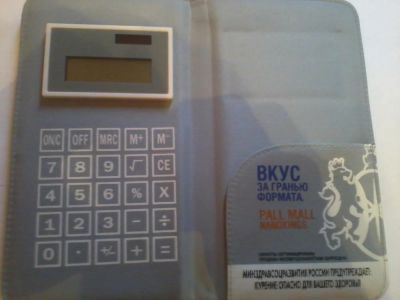 ON/C OFF MRC M+ M−
7 8 9 √ CE
4 5 6 % X
1 2 3 − ÷
0 · +/− + =
ВКУС
ЗА ГРАНЬЮ
ФОРМАТА.
PALL MALL
NANOKINGS
МИНЗДРАВСОЦРАЗВИТИЯ РОССИИ ПРЕДУПРЕЖДАЕТ:
КУРЕНИЕ ОПАСНО ДЛЯ ВАШЕГО ЗДОРОВЬЯ